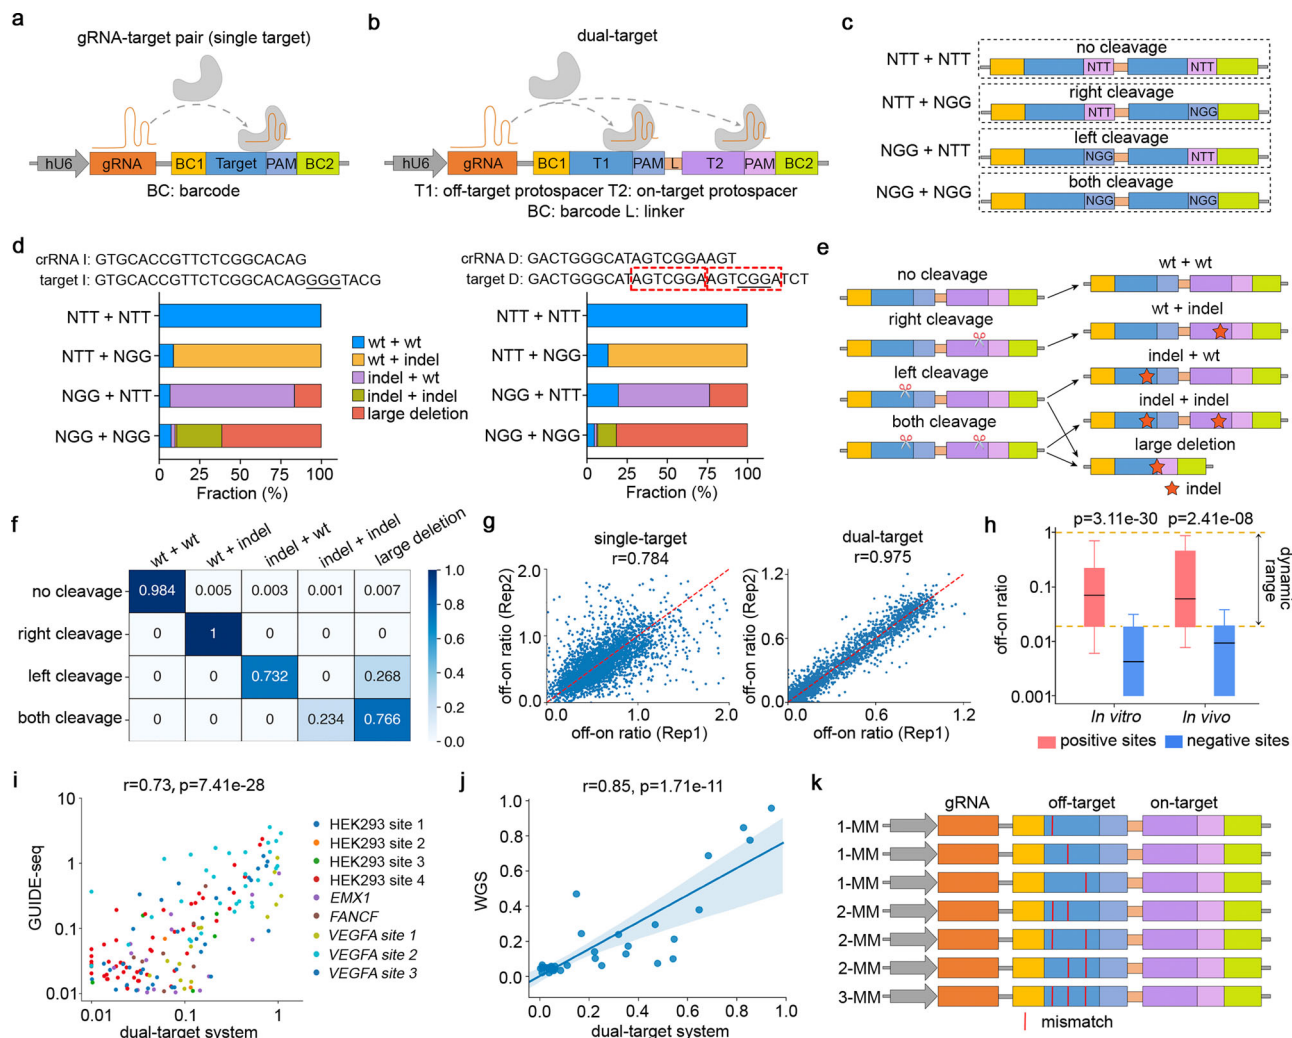 a
gRNA-target pair (single target)
hU6
gRNA
BC1
Target
PAM
BC2
BC: barcode
b
dual-target
hU6
gRNA
BC1
T1
PAM
L
T2
PAM
BC2
T1: off-target protospacer T2: on-target protospacer
BC: barcode L: linker
c
NTT + NTT
no cleavage
NTT
NTT
NTT + NGG
right cleavage
NTT
NGG
NGG + NTT
left cleavage
NGG
NTT
NGG + NGG
both cleavage
NGG
NGG
d
crRNA I: GTGCACCGTTCTCGGCACAG
target I: GTGCACCGTTCTCGGCACAGGGGTACG
NTT + NTT
NTT + NGG
NGG + NTT
NGG + NGG
0 25 50 75 100
Fraction (%)
wt + wt
wt + indel
indel + wt
indel + indel
large deletion
crRNA D: GACTGGGCATAGTCGGAAGT
target D: GACTGGGCATAGTCGGAAGTCGGATCT
NTT + NTT
NTT + NGG
NGG + NTT
NGG + NGG
0 25 50 75 100
Fraction (%)
e
no cleavage
right cleavage
left cleavage
both cleavage
wt + wt
wt + indel
indel + wt
indel + indel
large deletion
indel
f
wt + wt
wt + indel
indel + wt
indel + indel
large deletion
no cleavage 0.984 0.005 0.003 0.001 0.007
right cleavage 0 1 0 0 0
left cleavage 0 0 0.732 0 0.268
both cleavage 0 0 0 0.234 0.766
1.0
0.8
0.6
0.4
0.2
0.0
g
single-target
r=0.784
off-on ratio (Rep2)
2.0
1.0
0.0
0.0 1.0 2.0
off-on ratio (Rep1)
dual-target
r=0.975
off-on ratio (Rep2)
1.2
0.6
0.0
0.0 0.6 1.2
off-on ratio (Rep1)
h
p=3.11e-30 p=2.41e-08
off-on ratio
1
0.1
0.01
0.001
dynamic
range
In vitro In vivo
positive sites
negative sites
i
r=0.73, p=7.41e-28
GUIDE-seq
10
1
0.1
0.01
0.01 0.1 1
dual-target system
HEK293 site 1
HEK293 site 2
HEK293 site 3
HEK293 site 4
EMX1
FANCF
VEGFA site 1
VEGFA site 2
VEGFA site 3
j
r=0.85, p=1.71e-11
WGS
1.0
0.8
0.6
0.4
0.2
0.0
0.0 0.2 0.4 0.6 0.8 1.0
dual-target system
k
gRNA off-target on-target
1-MM
1-MM
1-MM
2-MM
2-MM
2-MM
3-MM
mismatch